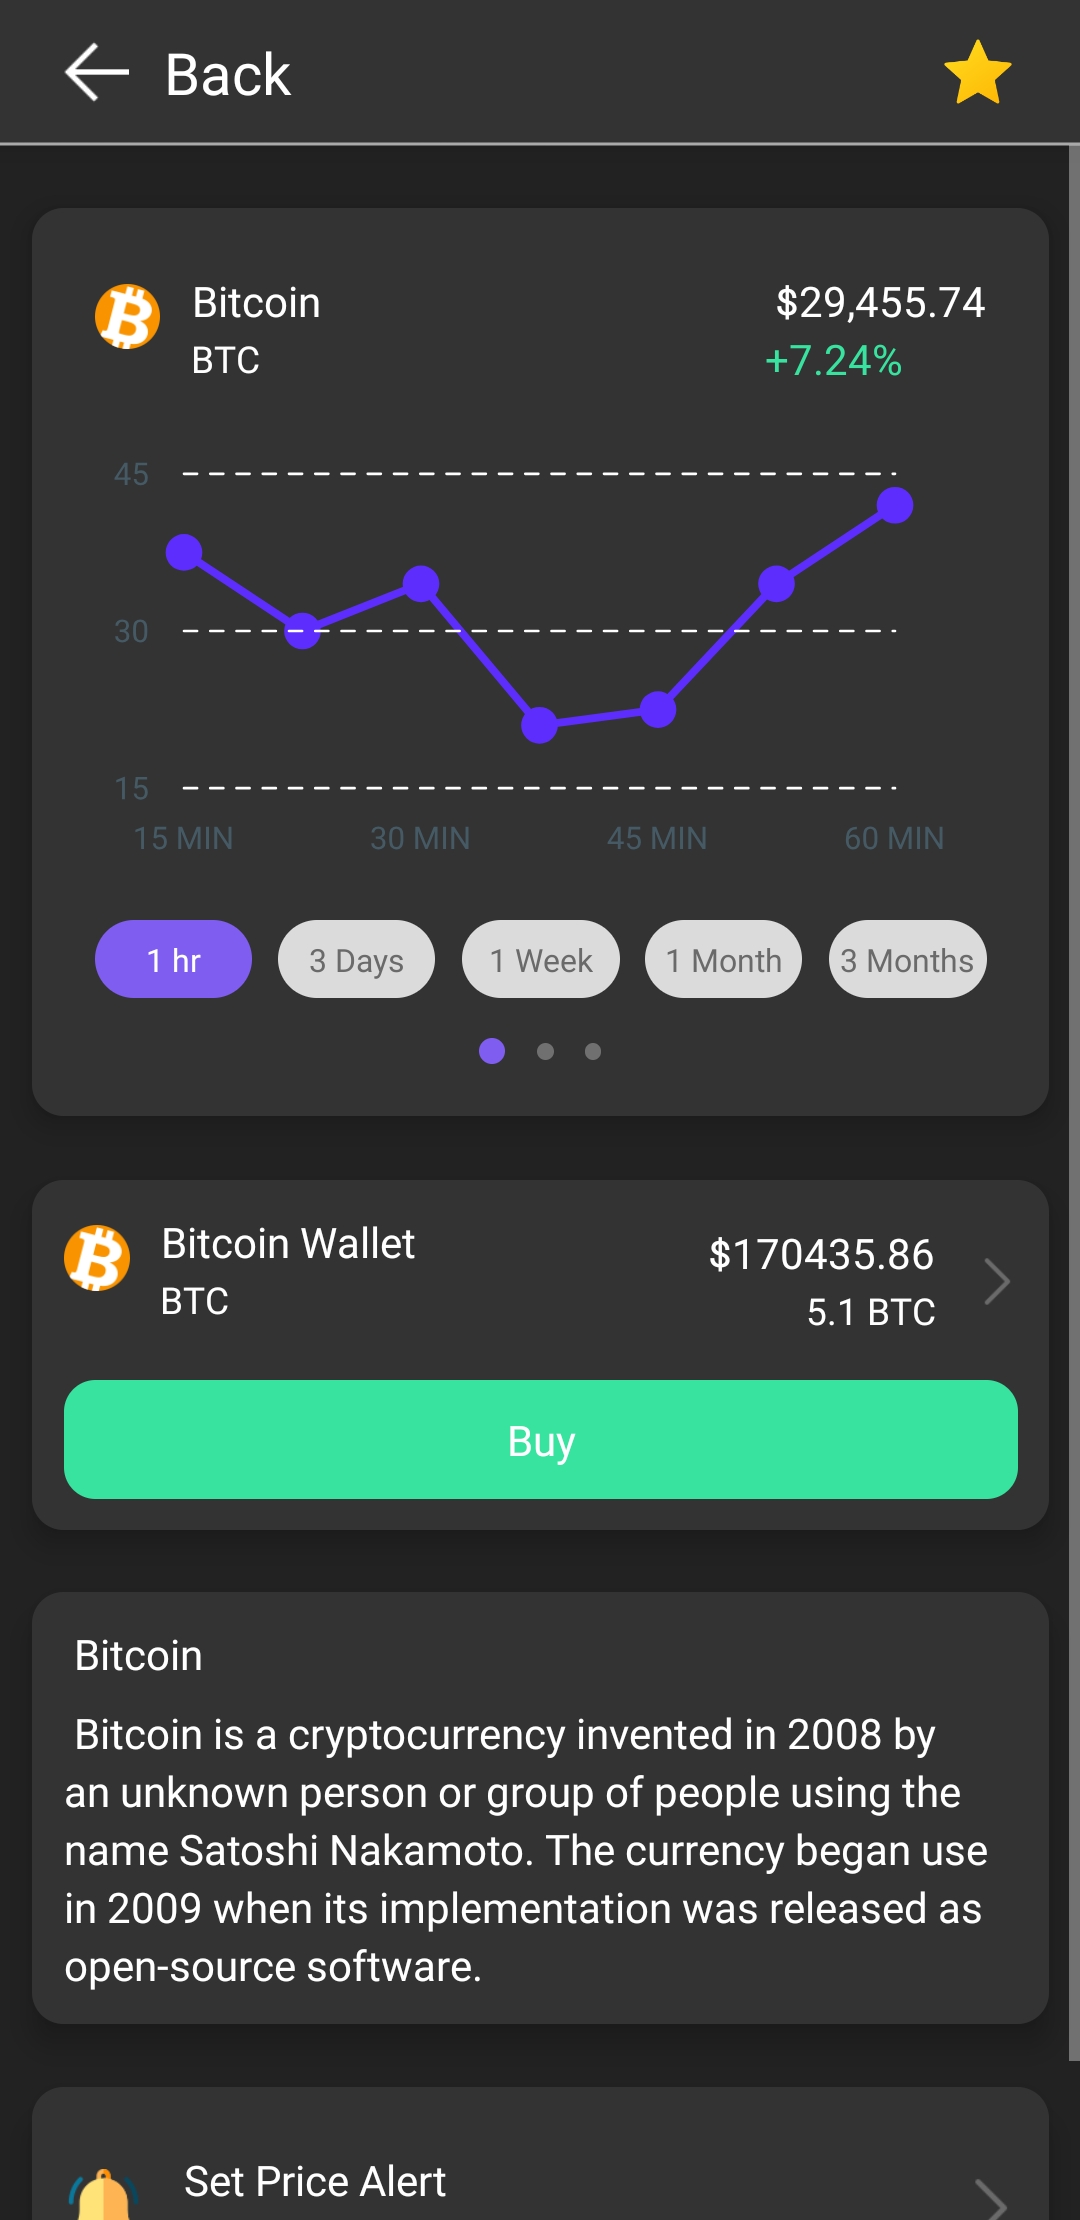 Back
Bitcoin
$29,455.74
BTC
+7.24%
45
30
15
15 MIN
30 MIN
45 MIN
60 MIN
1 hr
3 Days
1 Week
1 Month
3 Months
Bitcoin Wallet
$170435.86
BTC
5.1 BTC
Buy
Bitcoin
Bitcoin is a cryptocurrency invented in 2008 by
an unknown person or group of people using the
name Satoshi Nakamoto. The currency began use
in 2009 when its implementation was released as
open-source software.
Set Price Alert